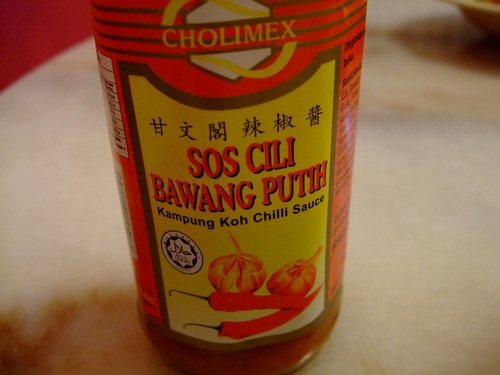 CHOLIMEX
甘文閣辣椒醬
SOS CILI
BAWANG PUTIH
Kampung Koh Chilli Sauce